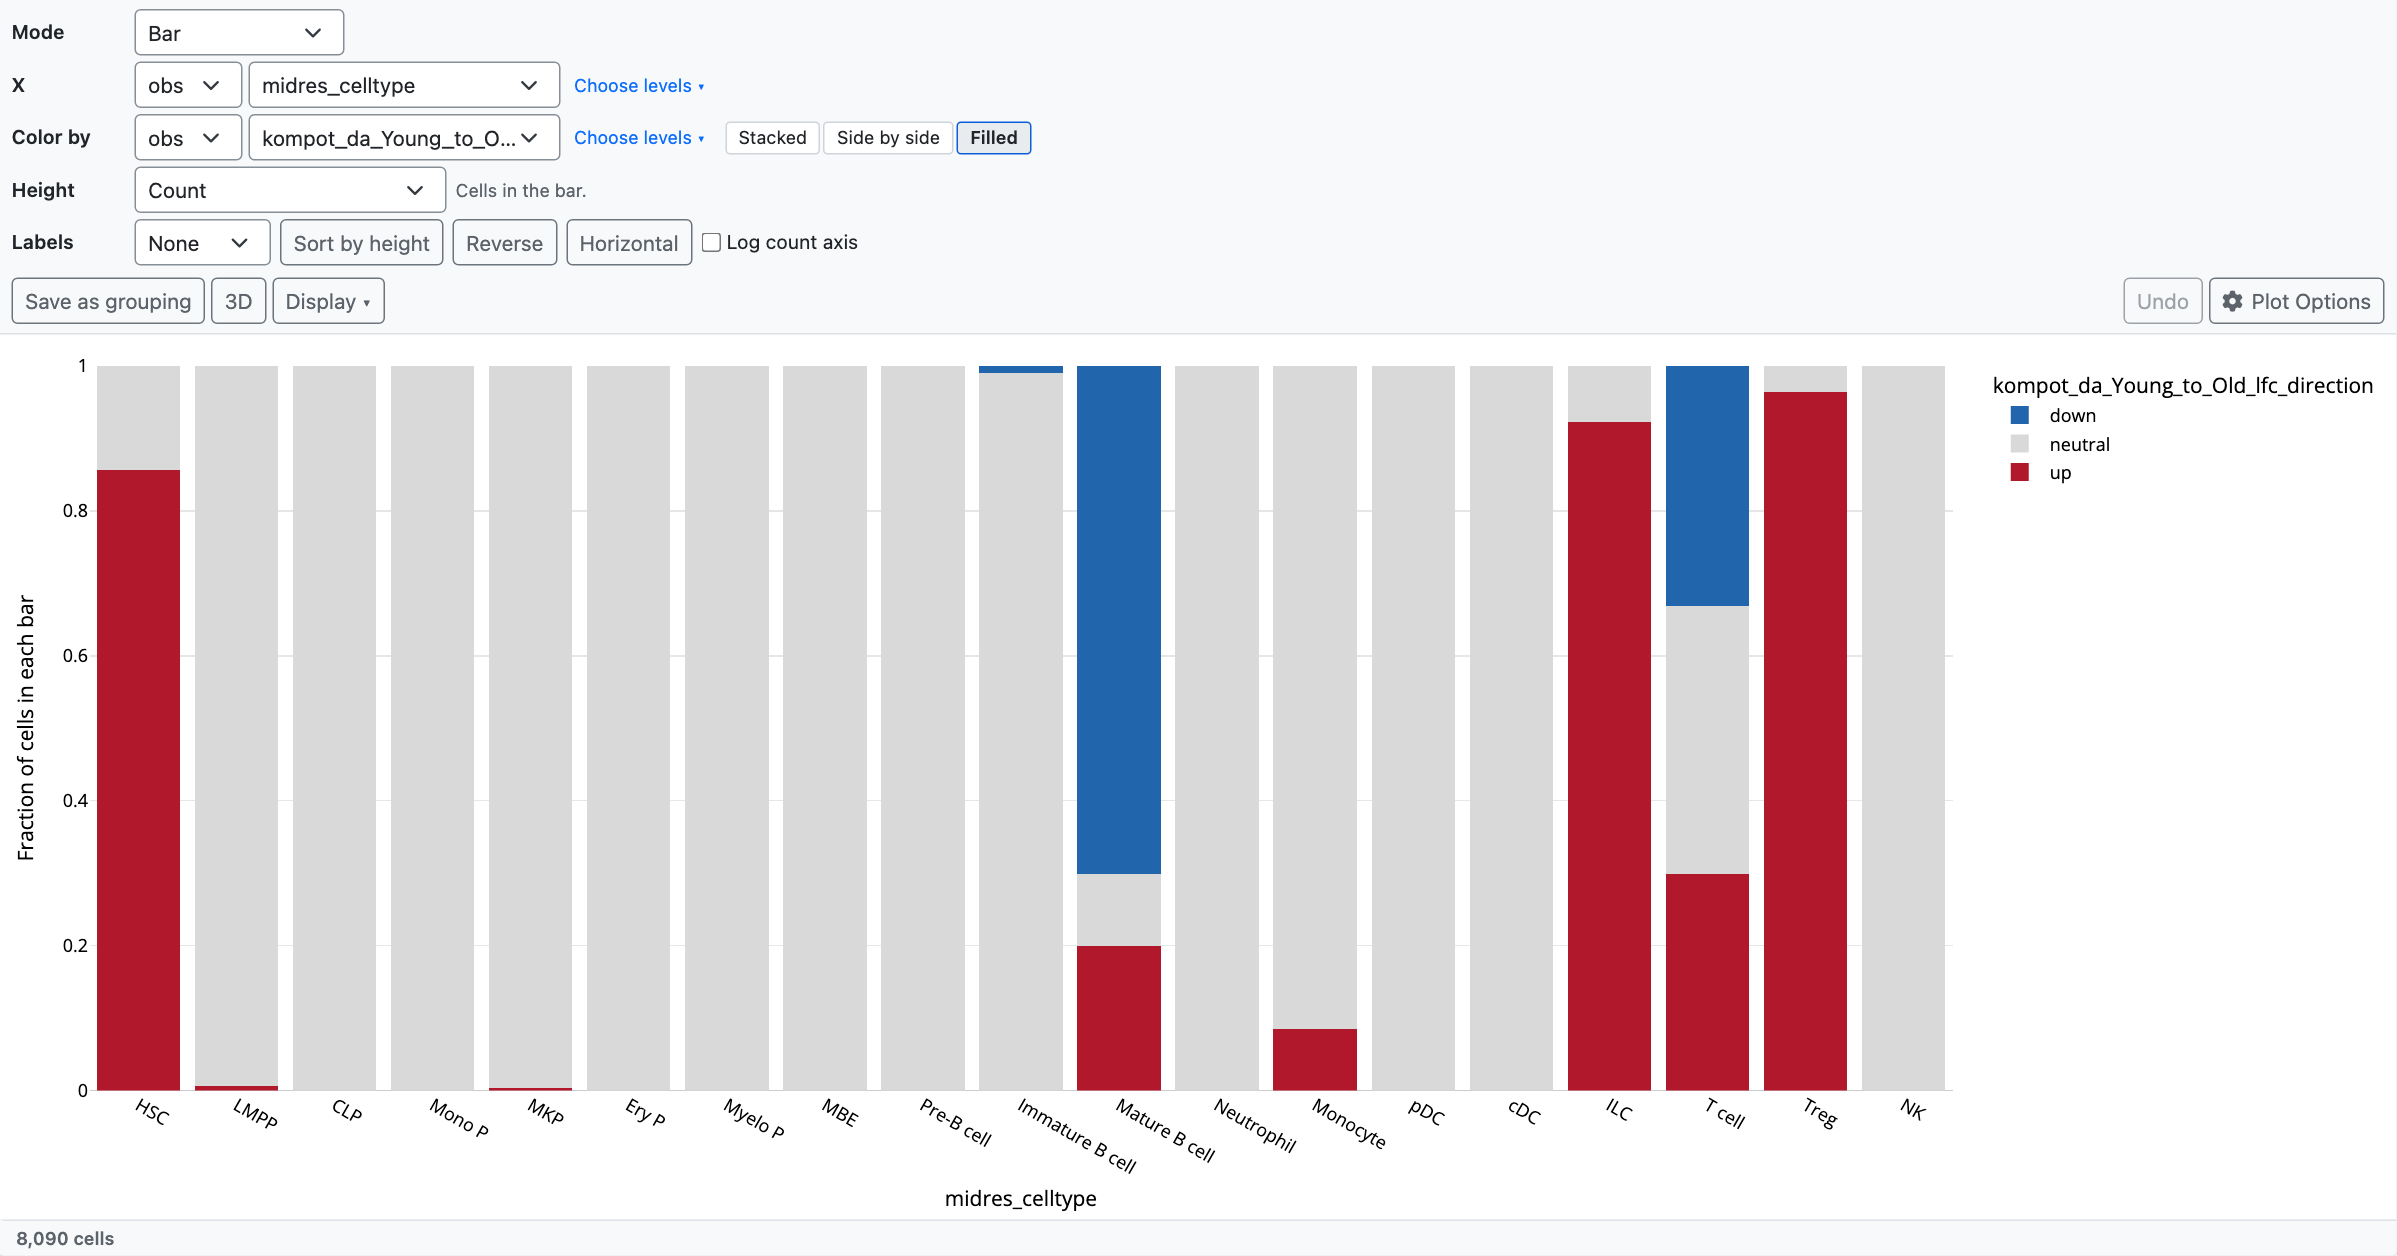 Mode Bar
X obs midres_celltype Choose levels ▾
Color by obs kompot_da_Young_to_O... Choose levels ▾ Stacked Side by side Filled
Height Count Cells in the bar.
Labels None Sort by height Reverse Horizontal Log count axis
Save as grouping 3D Display ▾ Undo Plot Options
kompot_da_Young_to_Old_lfc_direction
down
neutral
up
1
0.8
0.6
0.4
0.2
0
Fraction of cells in each bar
HSC LMPP CLP Mono P MKP Ery P Myelo P MBE Pre-B cell Immature B cell Mature B cell Neutrophil Monocyte pDC cDC ILC T cell Treg NK
midres_celltype
8,090 cells